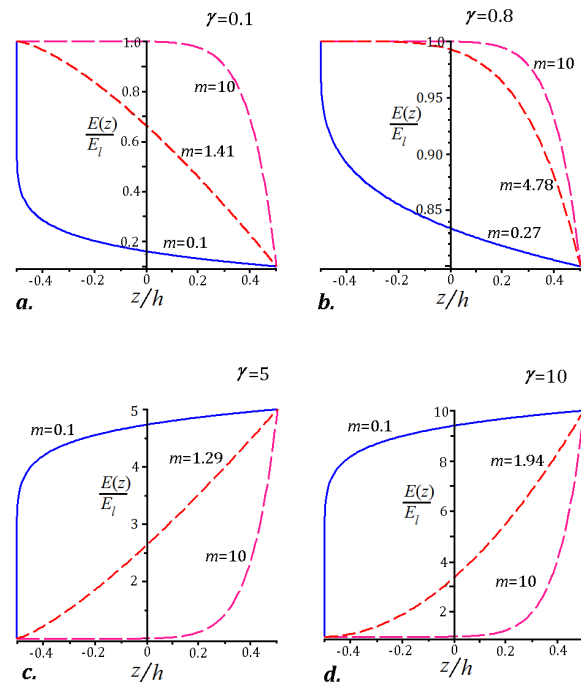 γ=0.1
1.0
0.8
0.6
0.4
0.2
E(z)
E_l
m=10
m=1.41
m=0.1
-0.4 -0.2 0 0.2 0.4
z/h
a.
γ=0.8
1.00
0.95
0.90
0.85
E(z)
E_l
m=10
m=4.78
m=0.27
-0.4 -0.2 0 0.2 0.4
z/h
b.
γ=5
5
4
3
2
E(z)
E_l
m=0.1
m=1.29
m=10
-0.4 -0.2 0 0.2 0.4
z/h
c.
γ=10
10
8
6
4
2
E(z)
E_l
m=0.1
m=1.94
m=10
-0.4 -0.2 0 0.2 0.4
z/h
d.